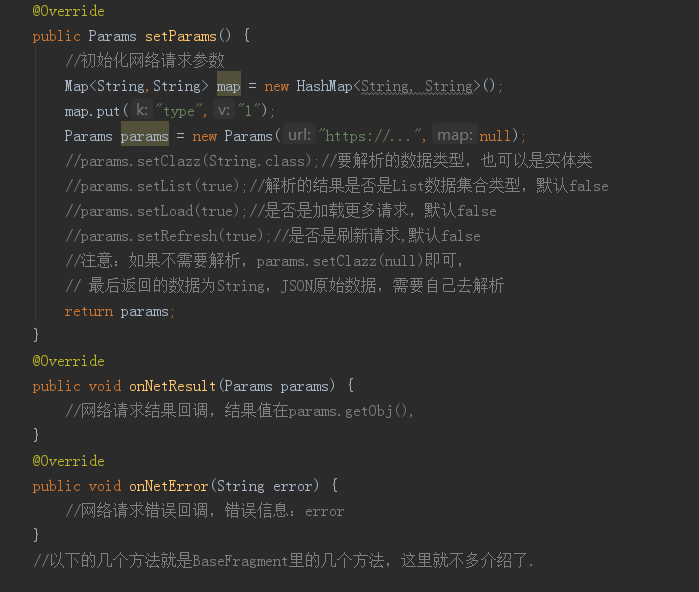 @Override
public Params setParams() {
//初始化网络请求参数
Map<String,String> map = new HashMap<String, String>();
map.put( k: "type", v: "1");
Params params = new Params( url: "https://...", map: null);
//params.setClazz(String.class);//要解析的数据类型，也可以是实体类
//params.setList(true);//解析的结果是否是List数据集合类型，默认false
//params.setLoad(true);//是否是加载更多请求，默认false
//params.setRefresh(true);//是否是刷新请求,默认false
//注意：如果不需要解析，params.setClazz(null)即可，
// 最后返回的数据为String，JSON原始数据，需要自己去解析
return params;
}
@Override
public void onNetResult(Params params) {
//网络请求结果回调，结果值在params.getObj(),
}
@Override
public void onNetError(String error) {
//网络请求错误回调，错误信息：error
}
//以下的几个方法就是BaseFragment里的几个方法，这里就不多介绍了.